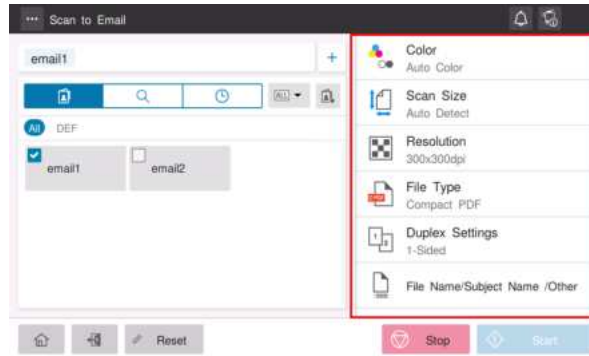 Scan to Email
email1
+
ALL
All
DEF
email1
email2
Color
Auto Color
Scan Size
Auto Detect
Resolution
300x300dpi
File Type
Compact PDF
Duplex Settings
1-Sided
File Name/Subject Name /Other
Reset
Stop
Start